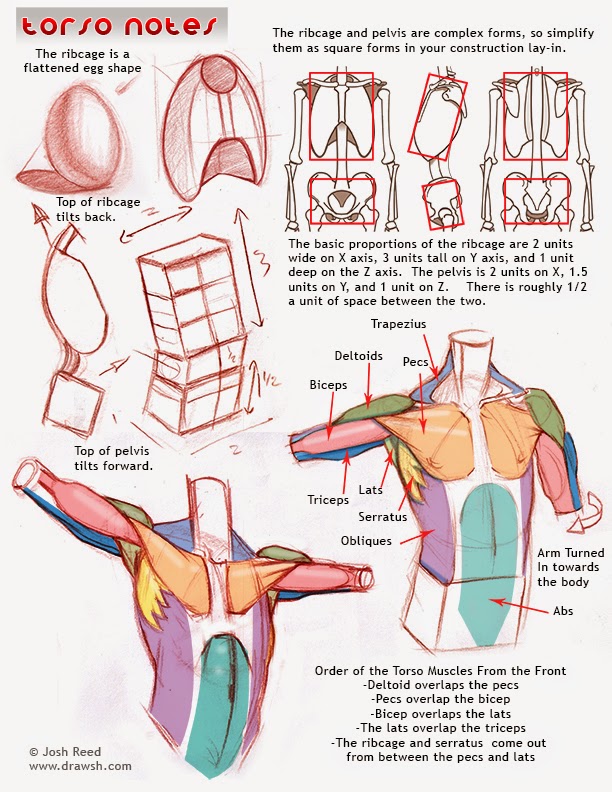 torso notes
The ribcage is a
flattened egg shape
The ribcage and pelvis are complex forms, so simplify
them as square forms in your construction lay-in.
Top of ribcage
tilts back.
2
3
1/2
1/2
2
The basic proportions of the ribcage are 2 units
wide on X axis, 3 units tall on Y axis, and 1 unit
deep on the Z axis. The pelvis is 2 units on X, 1.5
units on Y, and 1 unit on Z. There is roughly 1/2
a unit of space between the two.
Top of pelvis
tilts forward.
Trapezius
Deltoids
Pecs
Biceps
Triceps
Lats
Serratus
Obliques
Arm Turned
In towards
the body
Abs
Order of the Torso Muscles From the Front
-Deltoid overlaps the pecs
-Pecs overlap the bicep
-Bicep overlaps the lats
-The lats overlap the triceps
-The ribcage and serratus come out
from between the pecs and lats
© Josh Reed
www.drawsh.com